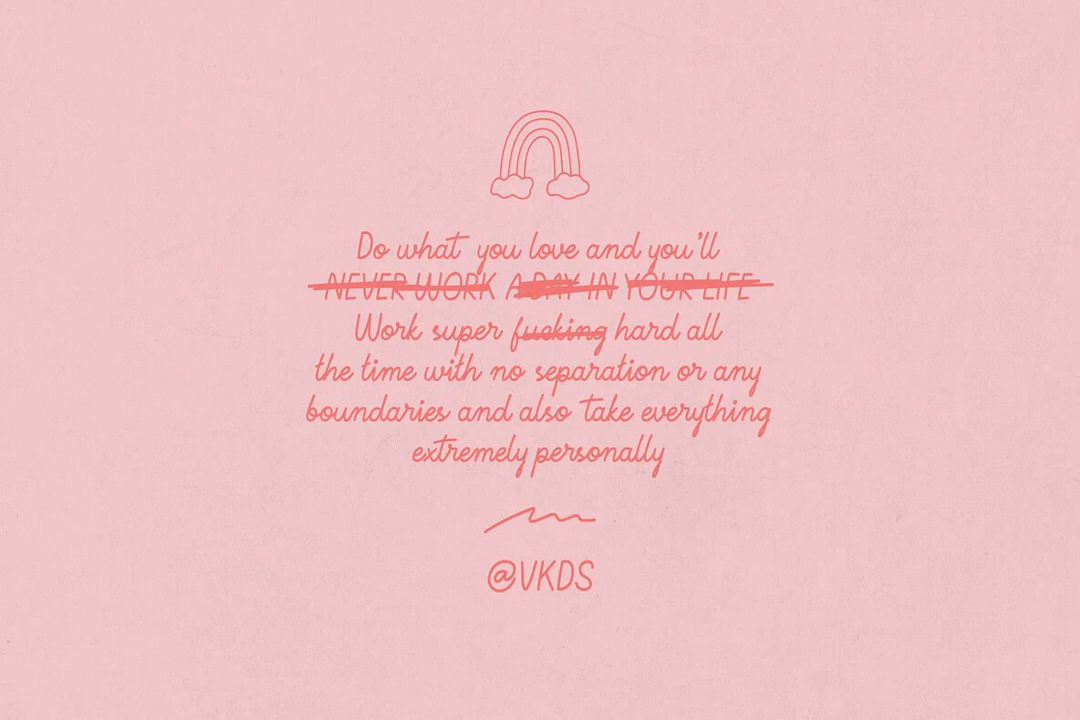 Do what you love and you'll
NEVER WORK A DAY IN YOUR LIFE
Work super fucking hard all
the time with no separation or any
boundaries and also take everything
extremely personally
@VKDS